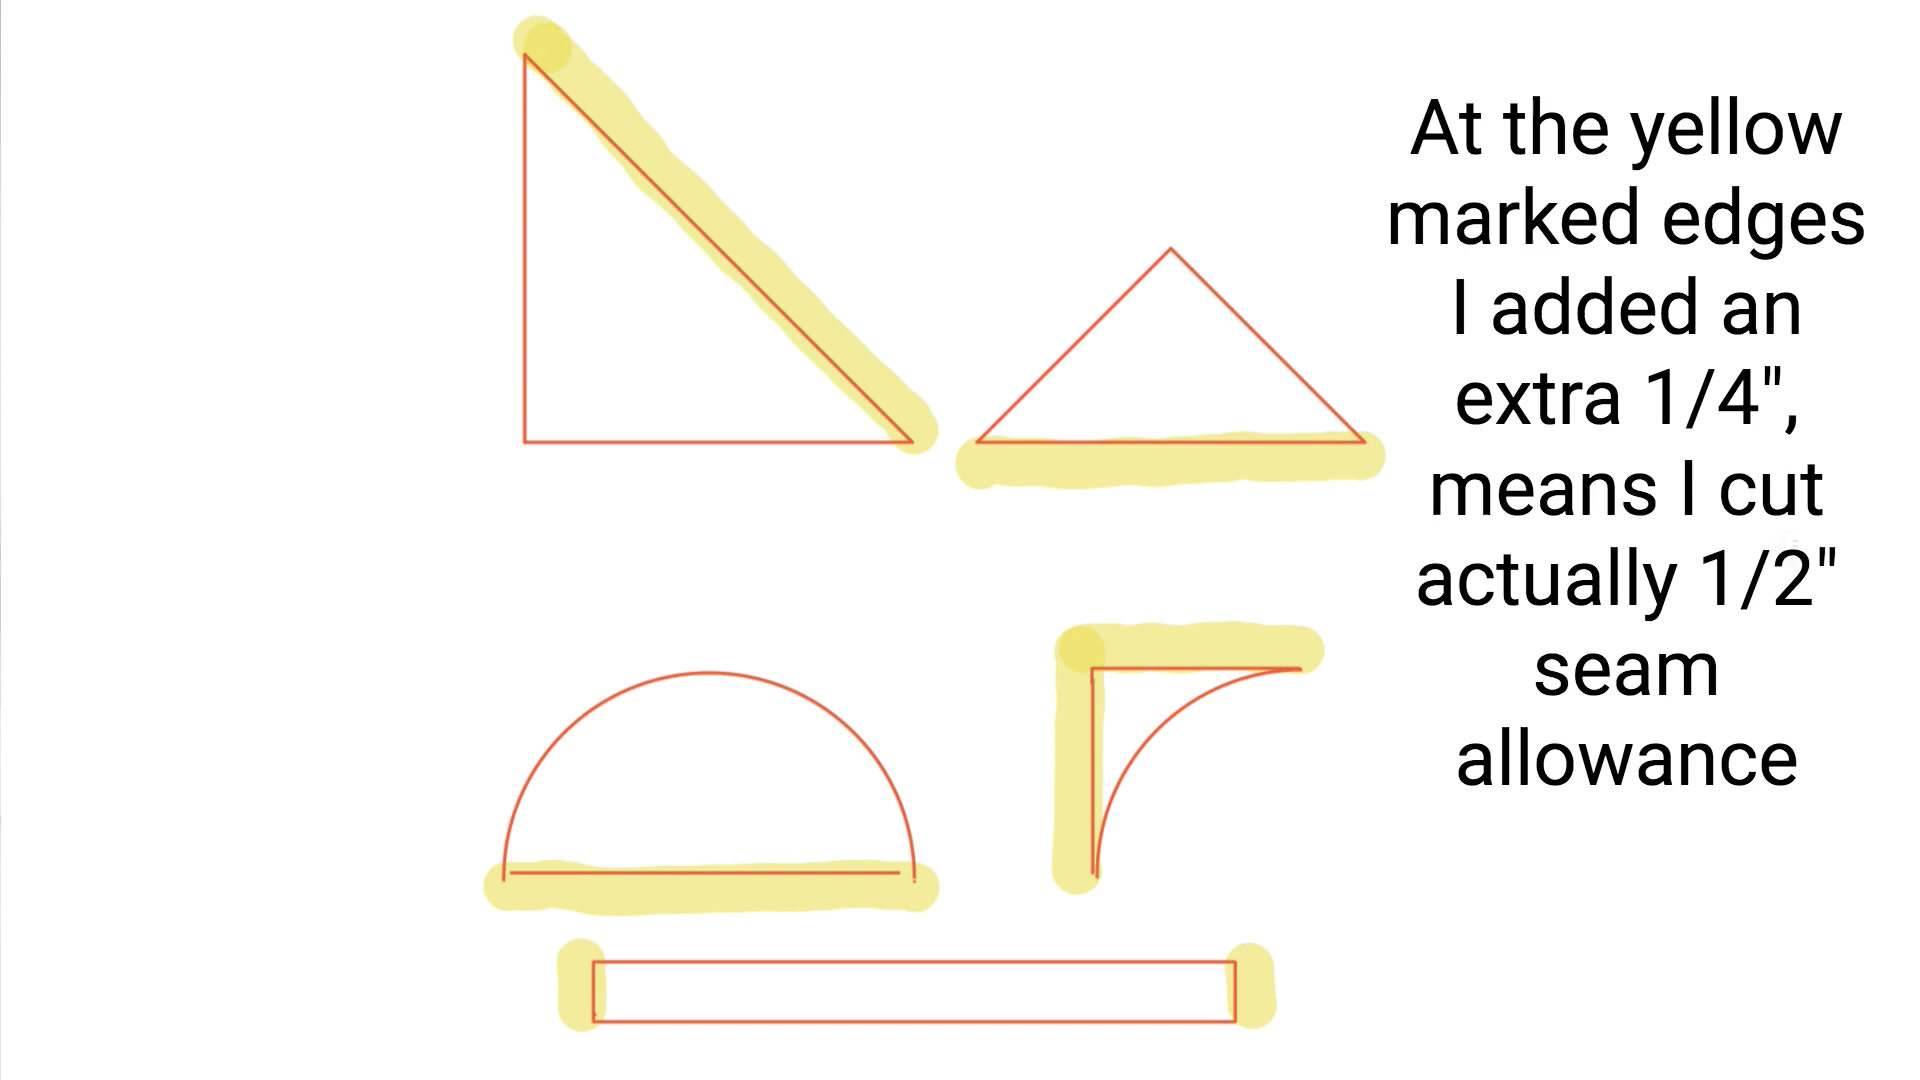 At the yellow
marked edges
I added an
extra 1/4",
means I cut
actually 1/2"
seam
allowance